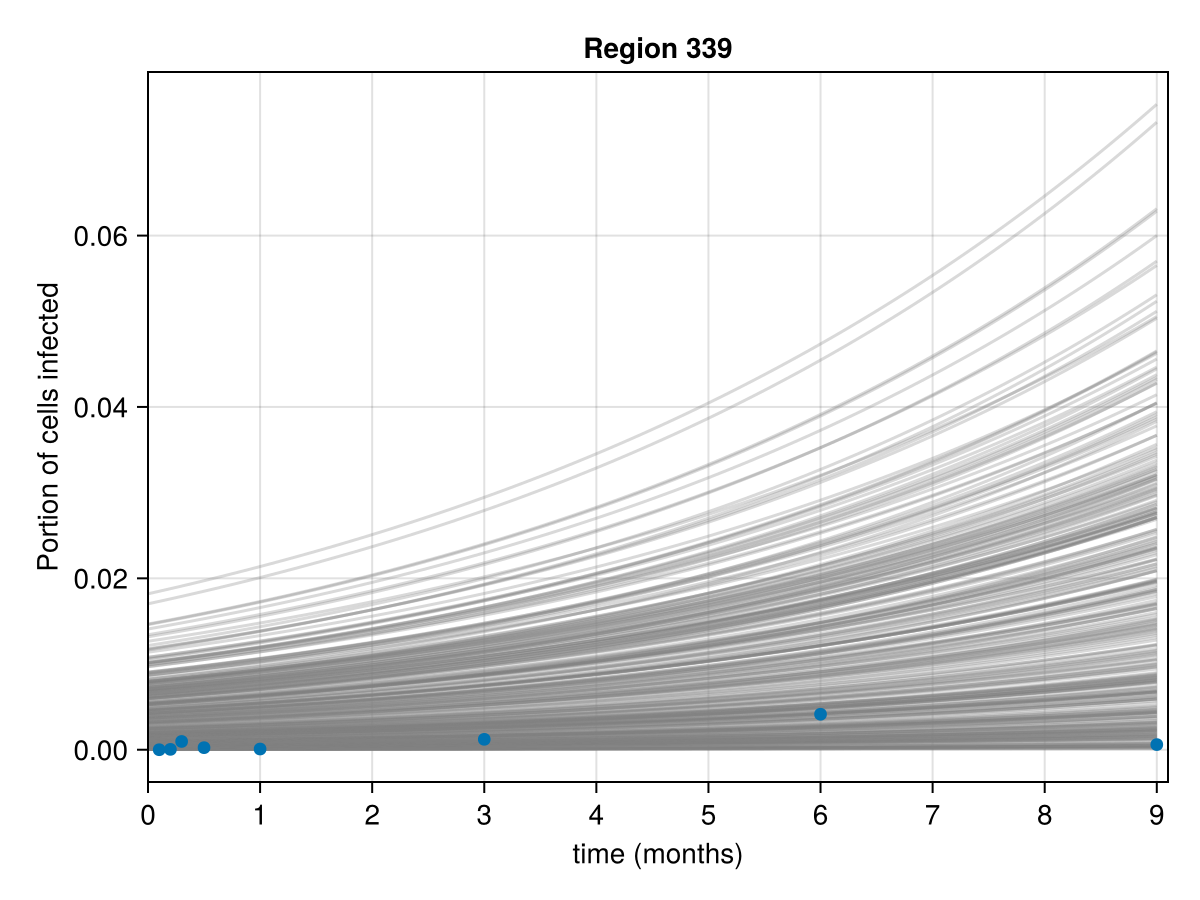 Region 339
Portion of cells infected
0.06
0.04
0.02
0.00
0 1 2 3 4 5 6 7 8 9
time (months)